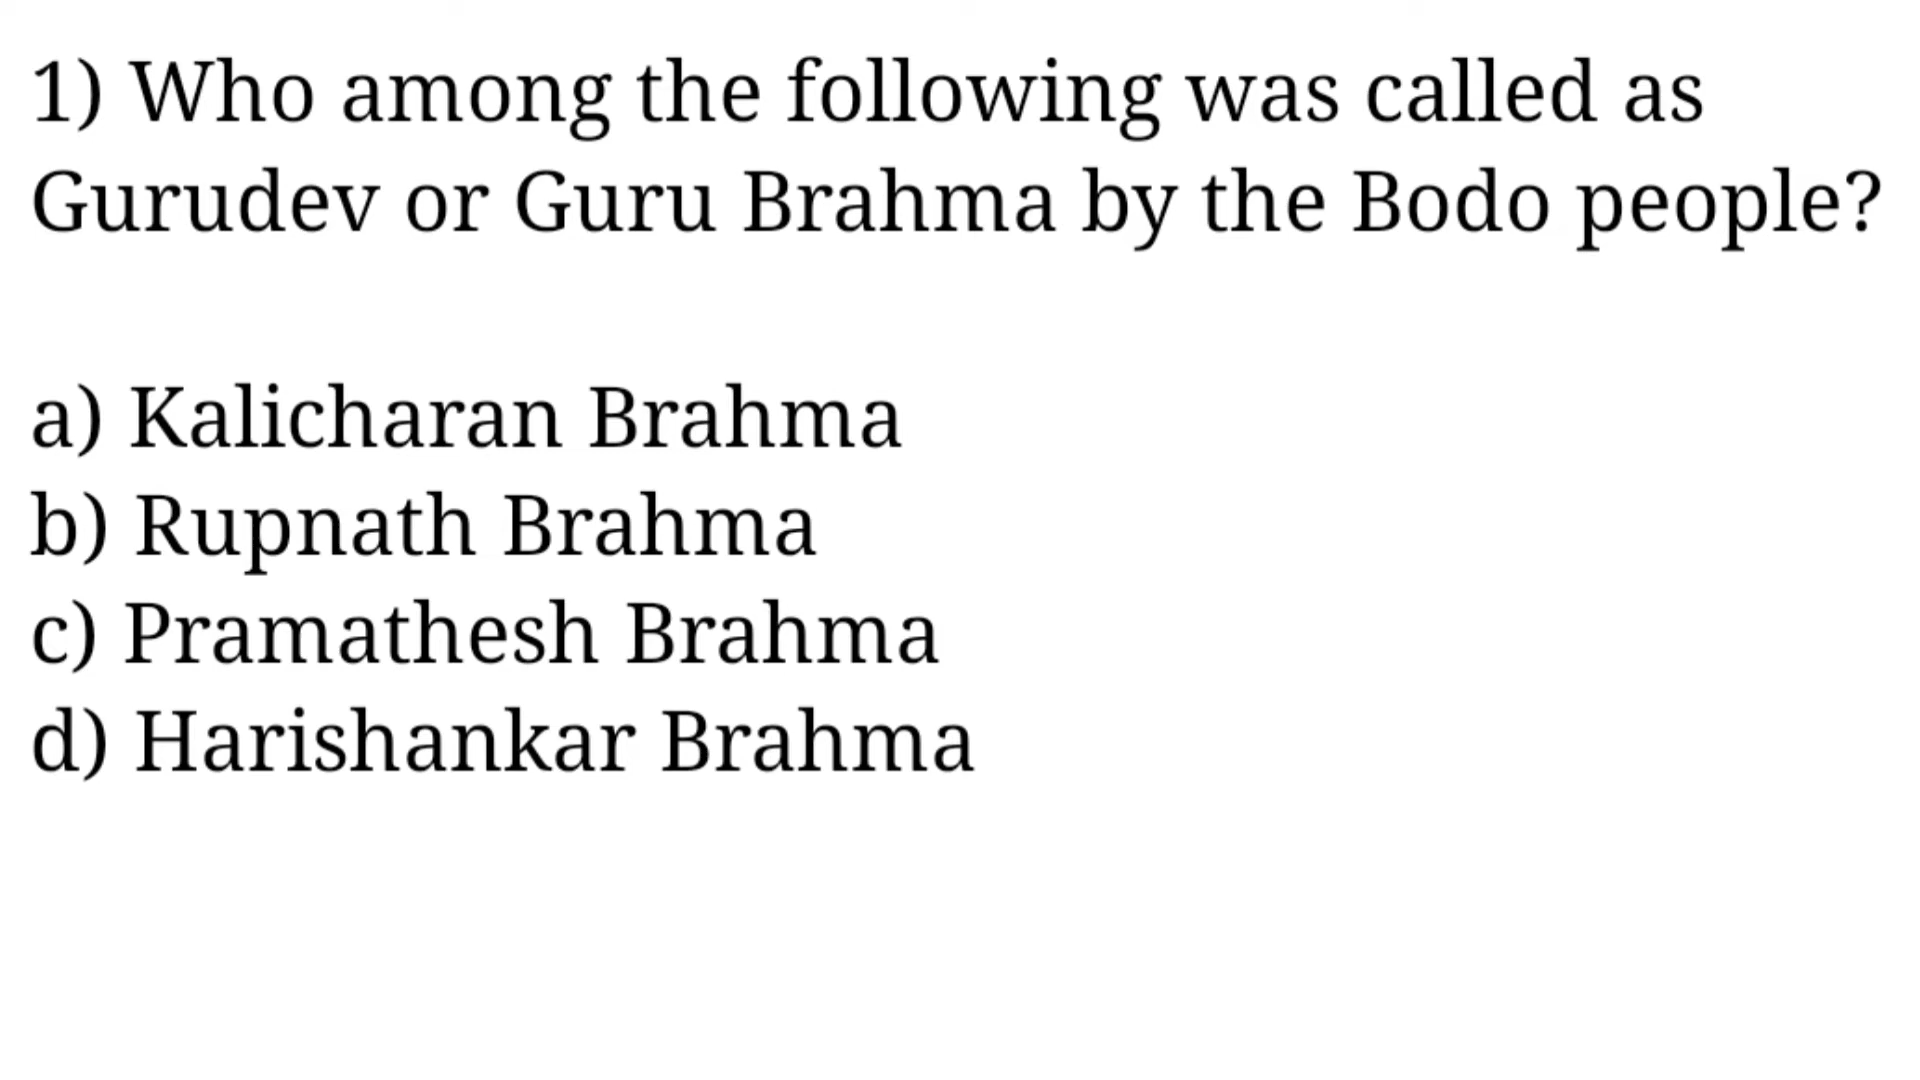 1) Who among the following was called as
Gurudev or Guru Brahma by the Bodo people?
a) Kalicharan Brahma
b) Rupnath Brahma
c) Pramathesh Brahma
d) Harishankar Brahma